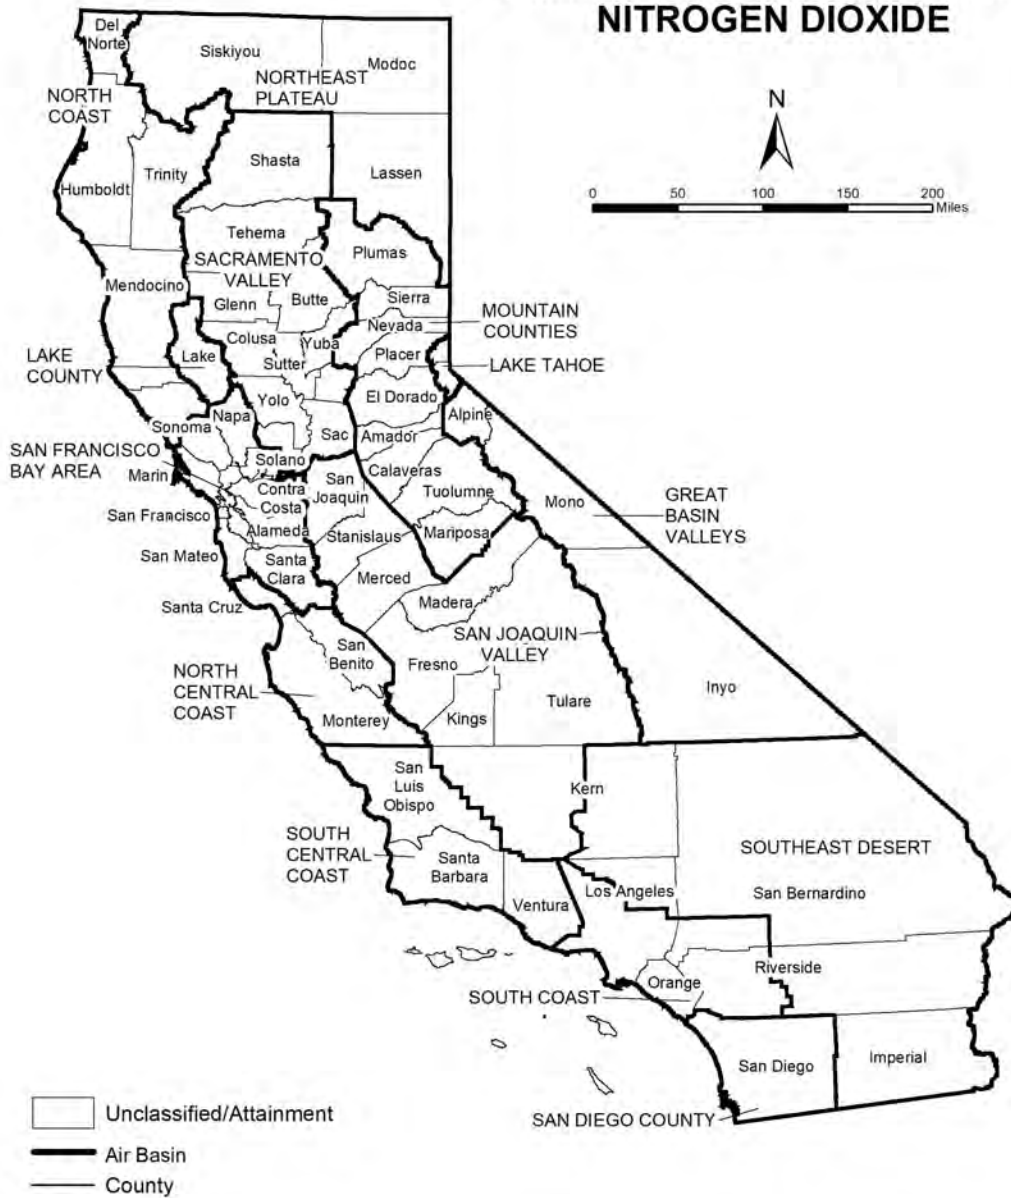 NITROGEN DIOXIDE
N
0 50 100 150 200
Miles
Del
Norte
Siskiyou
Modoc
NORTHEAST
PLATEAU
NORTH
COAST
Shasta
Trinity
Lassen
Humboldt
Tehema
Plumas
SACRAMENTO
VALLEY
Mendocino
Butte
Glenn
Sierra
MOUNTAIN
COUNTIES
Nevada
Colusa
Yuba
Sutter
Placer
Lake
LAKE
COUNTY
LAKE TAHOE
El Dorado
Yolo
Napa
Alpine
Sonoma
Sac
Amador
SAN FRANCISCO
BAY AREA
Solano
Marin
Calaveras
San
Joaquin
Contra
Costa
Tuolumne
Mono
GREAT
BASIN
VALLEYS
San Francisco
Alameda
Stanislaus
Mariposa
San Mateo
Santa
Clara
Merced
Santa Cruz
Madera
SAN JOAQUIN
VALLEY
San
Benito
Fresno
NORTH
CENTRAL
COAST
Inyo
Tulare
Monterey
Kings
San
Luis
Obispo
Kern
SOUTH
CENTRAL
COAST
SOUTHEAST DESERT
Santa
Barbara
Los Angeles
San Bernardino
Ventura
Riverside
Orange
SOUTH COAST
San Diego
Imperial
SAN DIEGO COUNTY
Unclassified/Attainment
Air Basin
County